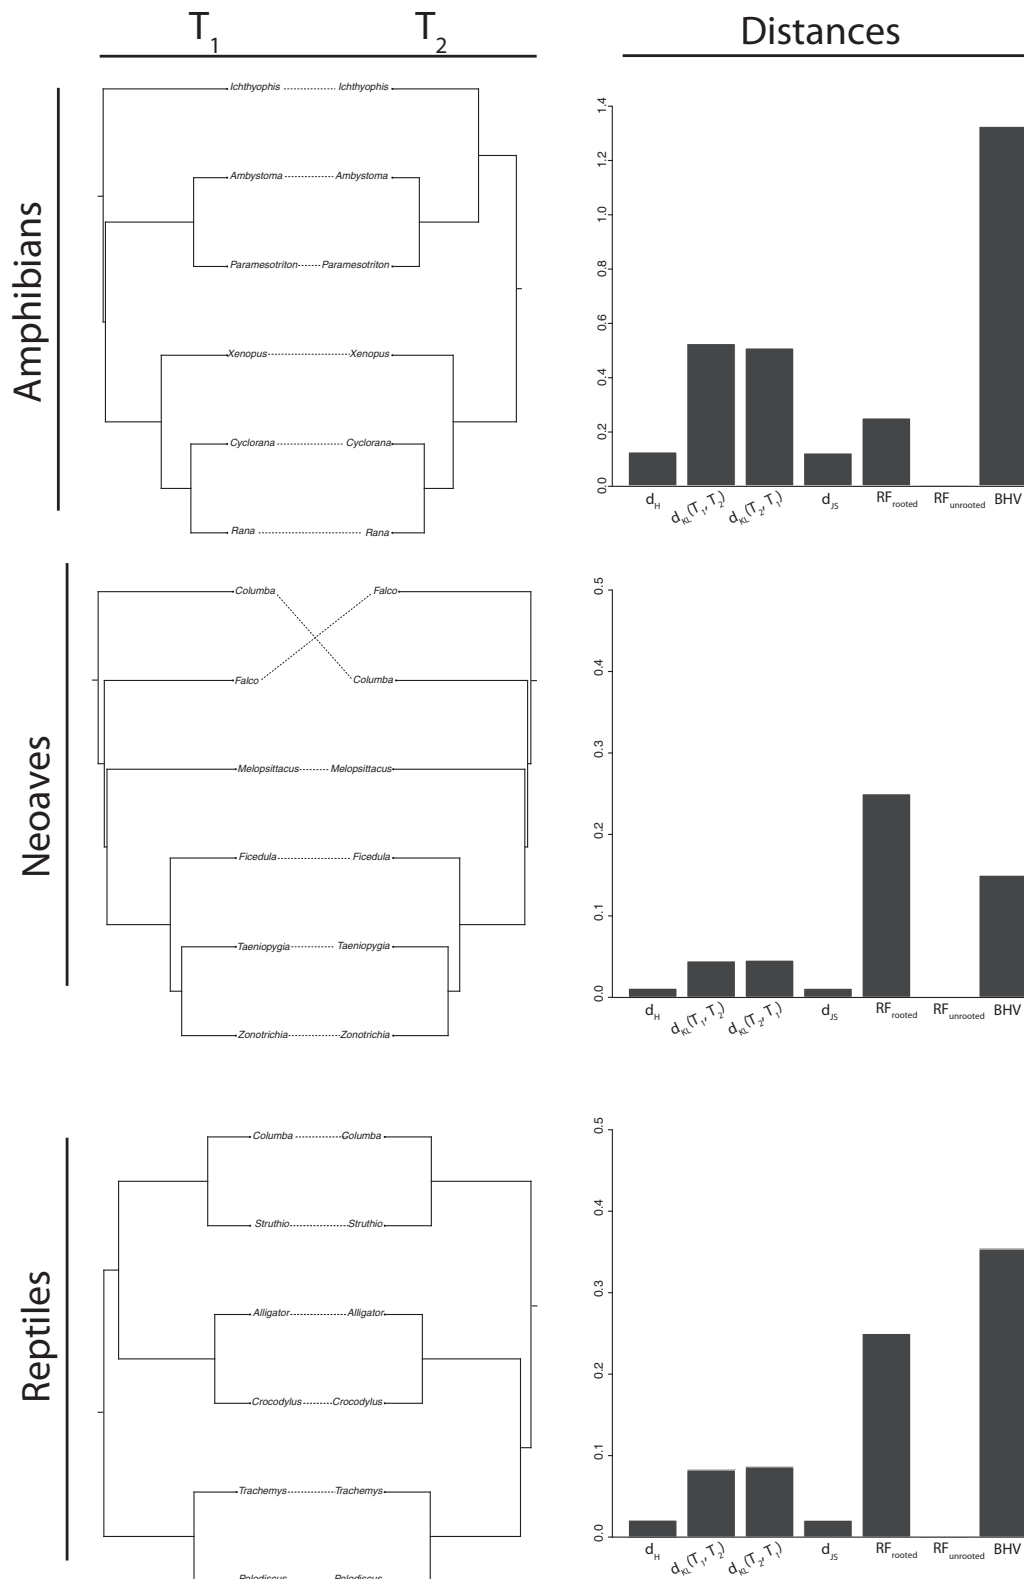 T1 T2 Distances
Amphibians
Ichthyophis Ichthyophis
Ambystoma Ambystoma
Paramesotriton Paramesotriton
Xenopus Xenopus
Cyclorana Cyclorana
Rana Rana
1.4
1.2
1.0
0.8
0.6
0.4
0.2
0.0
dH dKL(T1, T2) dKL(T2, T1) dJS RFrooted RFunrooted BHV
Neoaves
Columba Falco
Falco Columba
Melopsittacus Melopsittacus
Ficedula Ficedula
Taeniopygia Taeniopygia
Zonotrichia Zonotrichia
0.5
0.4
0.3
0.2
0.1
0.0
dH dKL(T1, T2) dKL(T2, T1) dJS RFrooted RFunrooted BHV
Reptiles
Columba Columba
Struthio Struthio
Alligator Alligator
Crocodylus Crocodylus
Trachemys Trachemys
Pelodiscus Pelodiscus
0.5
0.4
0.3
0.2
0.1
0.0
dH dKL(T1, T2) dKL(T2, T1) dJS RFrooted RFunrooted BHV